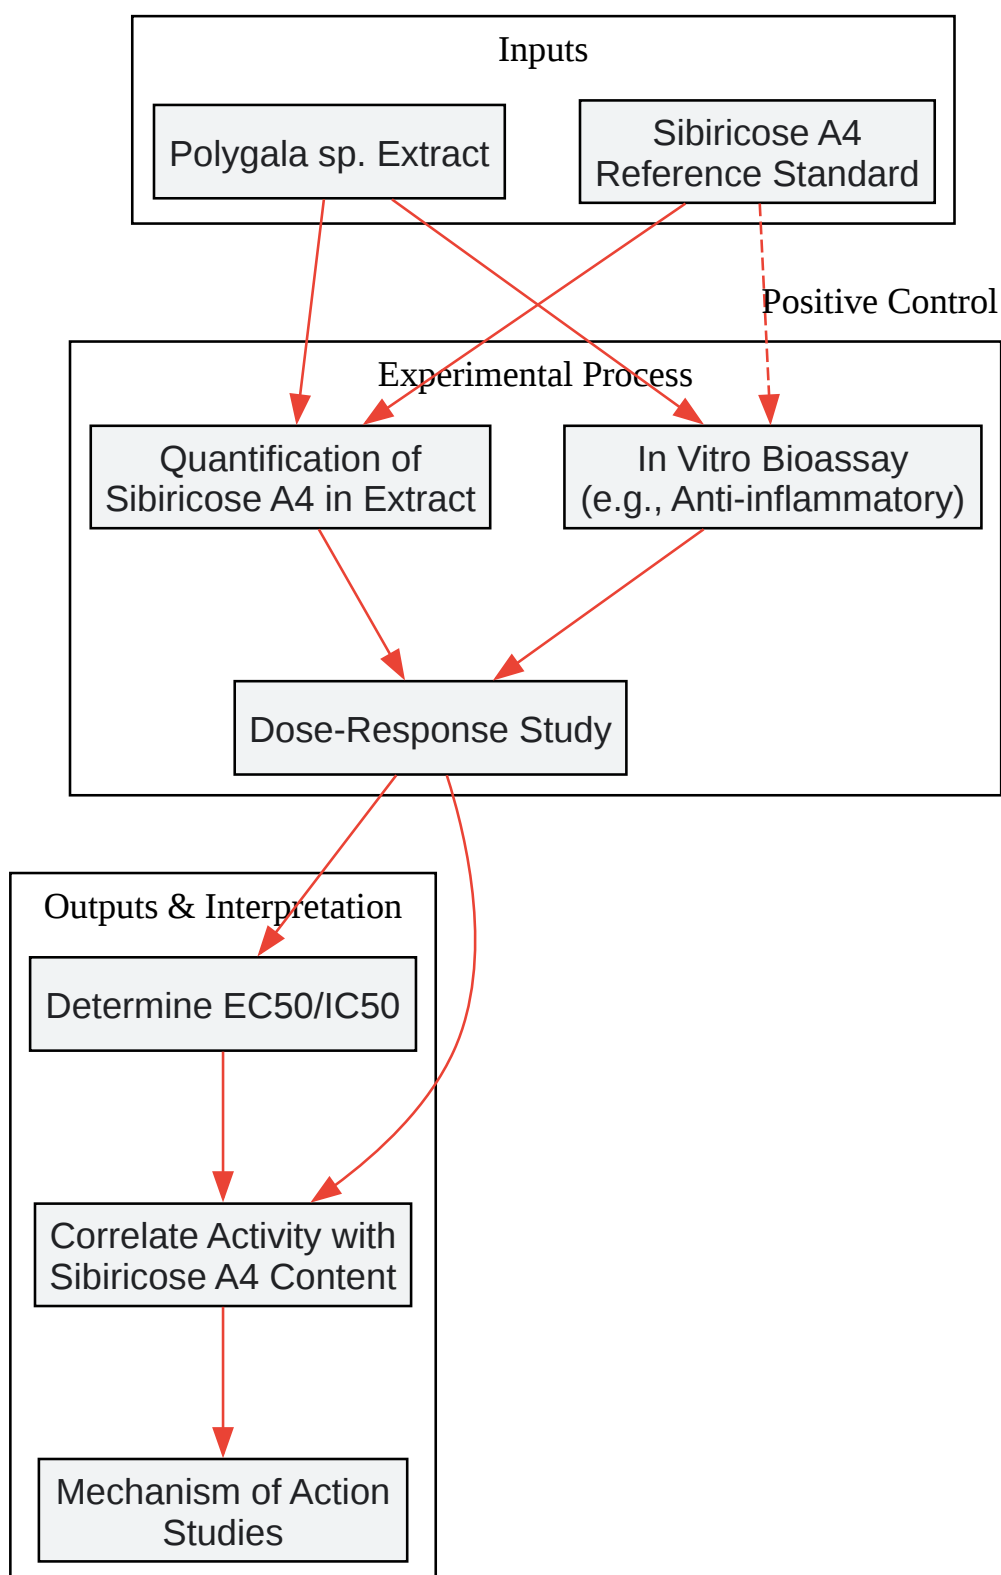 Inputs
Polygala sp. Extract
Sibiricose A4
Reference Standard
Positive Control
Experimental Process
Quantification of
Sibiricose A4 in Extract
In Vitro Bioassay
(e.g., Anti-inflammatory)
Dose-Response Study
Outputs & Interpretation
Determine EC50/IC50
Correlate Activity with
Sibiricose A4 Content
Mechanism of Action
Studies